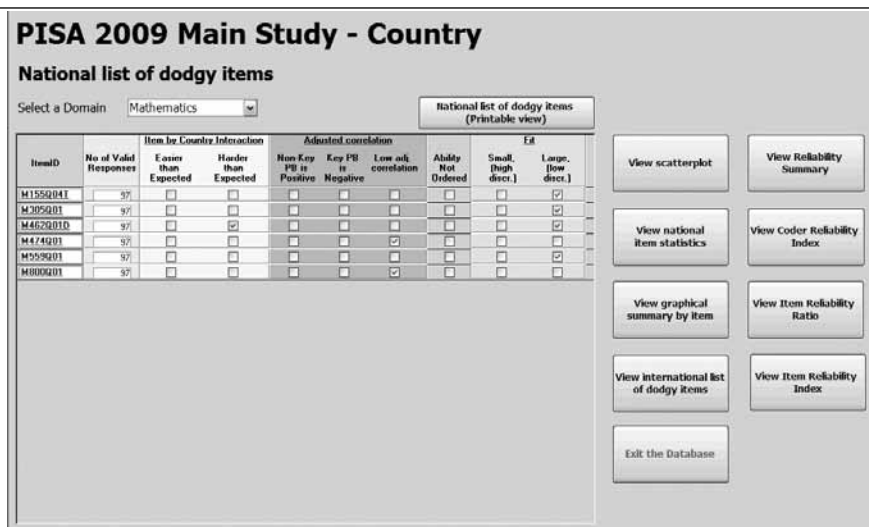 PISA 2009 Main Study - Country
National list of dodgy items
Select a Domain Mathematics
National list of dodgy items
(Printable view)
Item by Country Interaction Adjusted correlation Fit
ItemID No of Valid Responses Easier than Expected Harder than Expected Non-Key PB is Positive Key PB is Negative Low adj. correlation Ability Not Ordered Small, (high discr.) Large, (low discr.)
M155Q04T 97
M305Q01 97
M462Q01D 97
M474Q01 97
M559Q01 97
M800Q01 97
View scatterplot
View Reliability
Summary
View national
item statistics
View Coder Reliability
Index
View graphical
summary by item
View Item Reliability
Ratio
View international list
of dodgy items
View Item Reliability
Index
Exit the Database